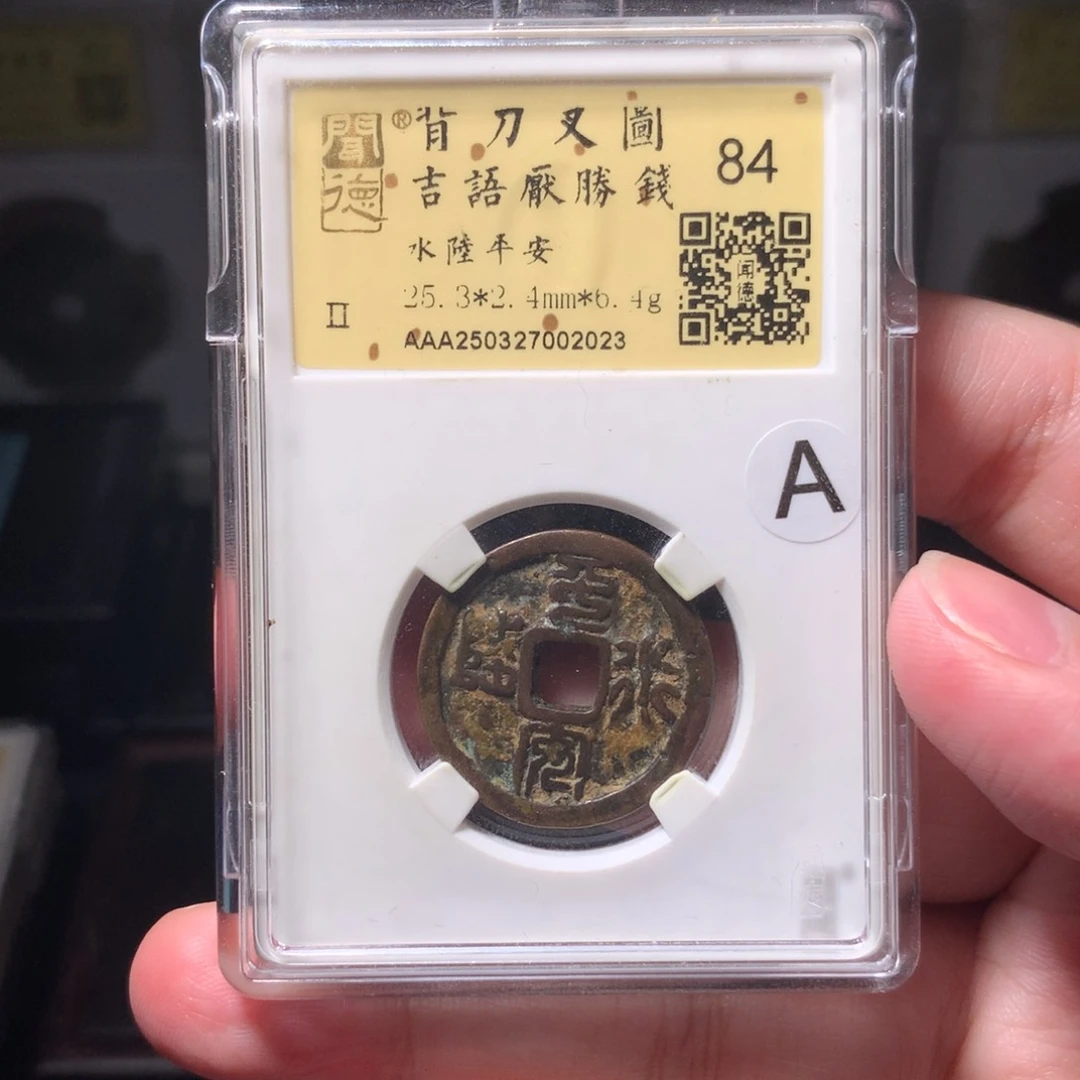 聞德®
背刀叉圖
84
吉語厭勝錢
水陸平安
闻德
25.3*2.4mm*6.4g
II
AAA250327002023
A
平
陸 水
安